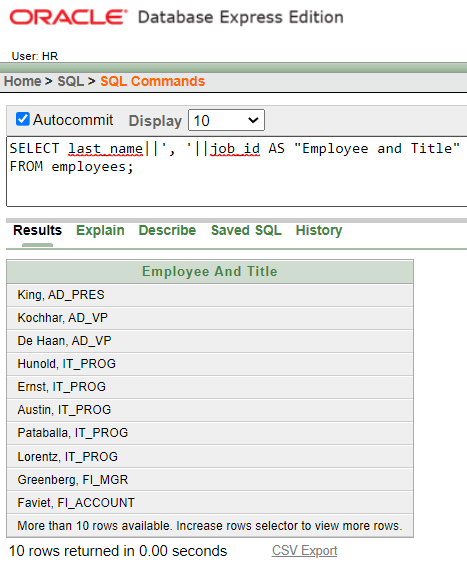 ORACLE® Database Express Edition
User: HR
Home > SQL > SQL Commands
Autocommit Display 10
SELECT last_name||', '||job_id AS "Employee and Title"
FROM employees;
Results Explain Describe Saved SQL History
Employee And Title
King, AD_PRES
Kochhar, AD_VP
De Haan, AD_VP
Hunold, IT_PROG
Ernst, IT_PROG
Austin, IT_PROG
Pataballa, IT_PROG
Lorentz, IT_PROG
Greenberg, FI_MGR
Faviet, FI_ACCOUNT
More than 10 rows available. Increase rows selector to view more rows.
10 rows returned in 0.00 seconds CSV Export